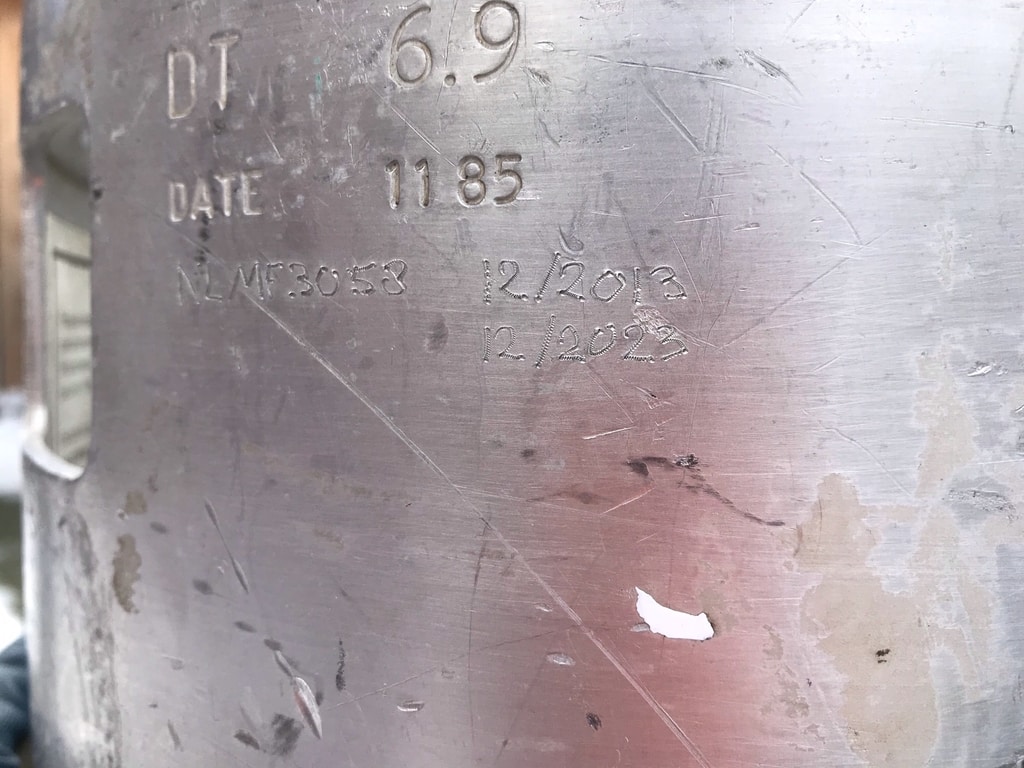 DT 6.9
DATE 11 85
NLMF3058 12/2013
12/2023